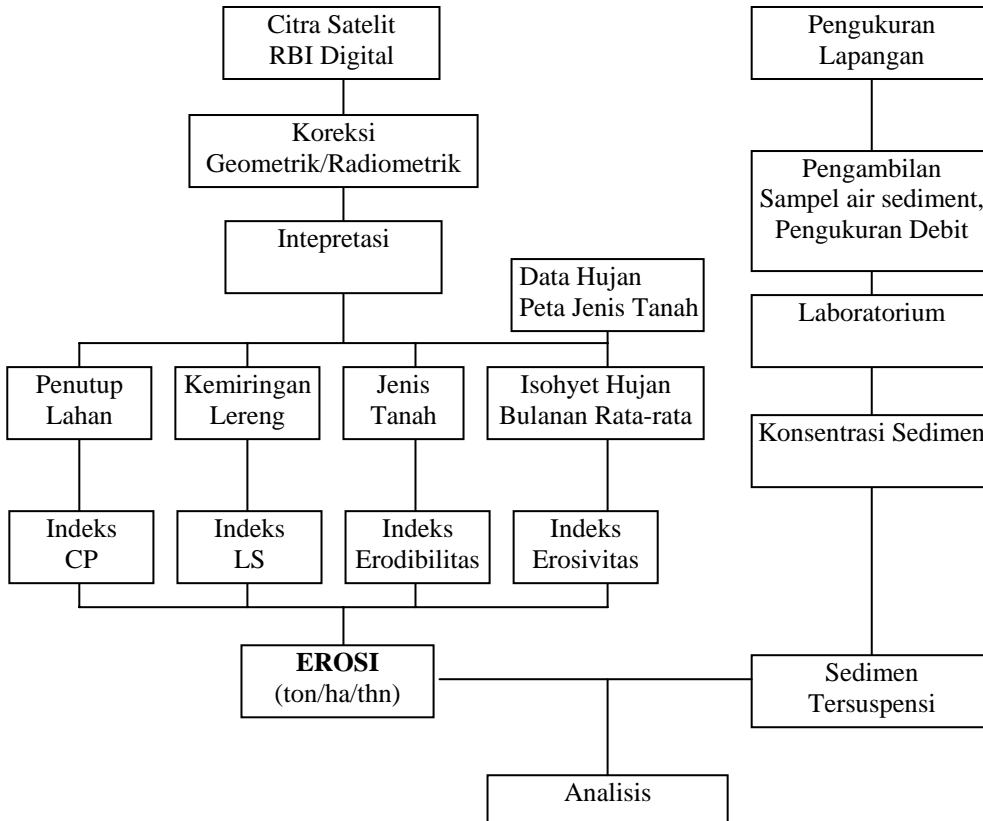 Citra Satelit
RBI Digital
Pengukuran
Lapangan
Koreksi
Geometrik/Radiometrik
Pengambilan
Sampel air sediment,
Pengukuran Debit
Intepretasi
Data Hujan
Peta Jenis Tanah
Laboratorium
Penutup
Lahan
Kemiringan
Lereng
Jenis
Tanah
Isohyet Hujan
Bulanan Rata-rata
Konsentrasi Sedimen
Indeks
CP
Indeks
LS
Indeks
Erodibilitas
Indeks
Erosivitas
EROSI
(ton/ha/thn)
Sedimen
Tersuspensi
Analisis